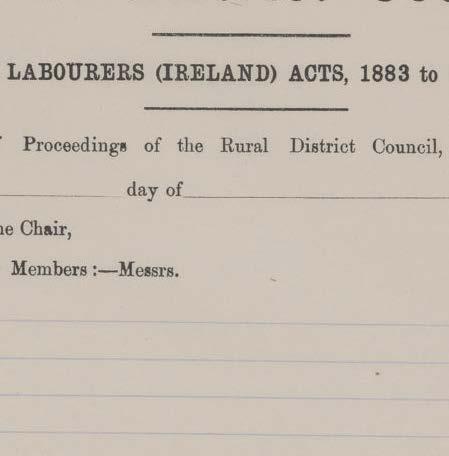 LABOURERS (IRELAND) ACTS, 1883 to
Proceedings of the Rural District Council,
day of
Chair,
Members :—Messrs.